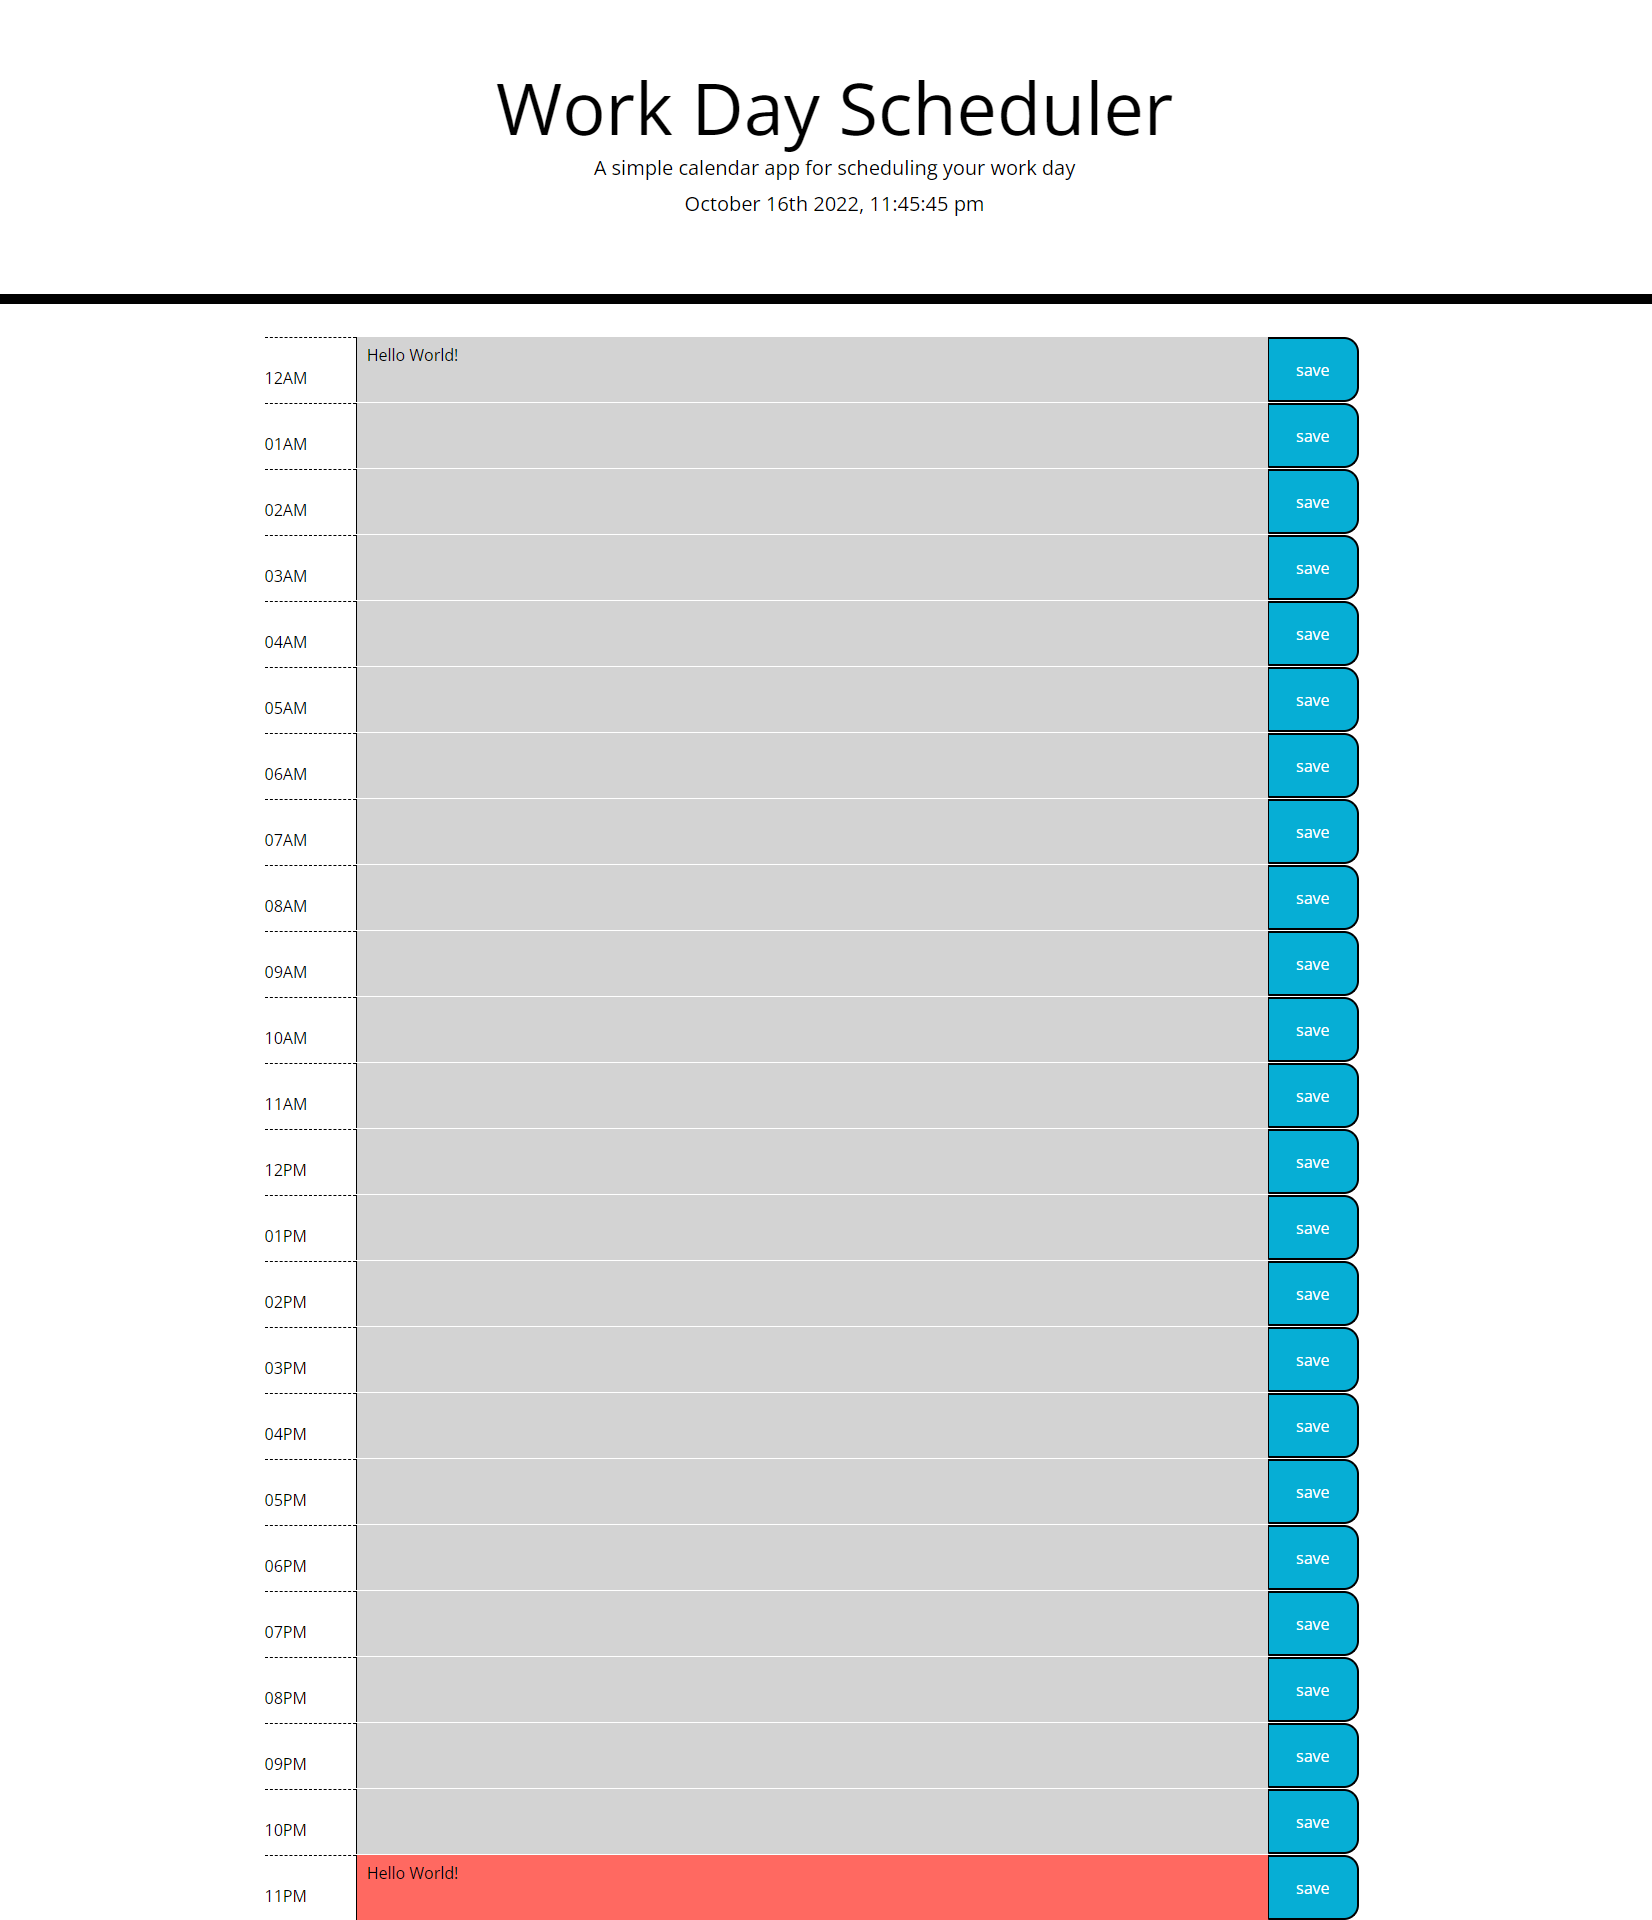 Work Day Scheduler
A simple calendar app for scheduling your work day
October 16th 2022, 11:45:45 pm
12AM Hello World! save
01AM save
02AM save
03AM save
04AM save
05AM save
06AM save
07AM save
08AM save
09AM save
10AM save
11AM save
12PM save
01PM save
02PM save
03PM save
04PM save
05PM save
06PM save
07PM save
08PM save
09PM save
10PM save
11PM Hello World! save